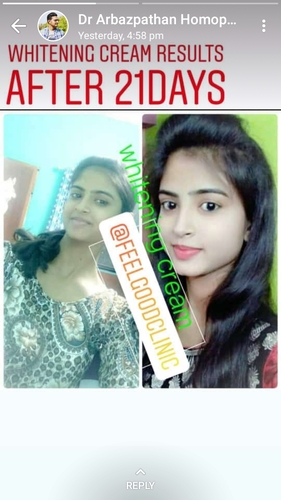 Dr Arbazpathan Homop...
Yesterday, 4:58 pm
WHITENING CREAM RESULTS
AFTER 21DAYS
whitening cream
@FEELGOODCLINIC
REPLY